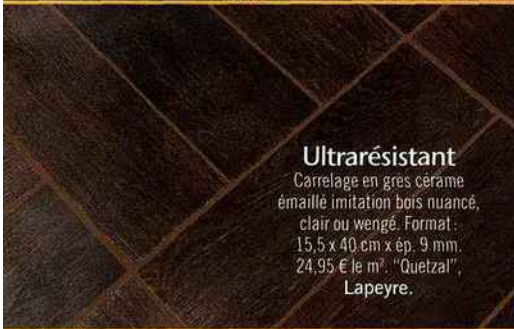 Ultrarésistant
Carrelage en grès cérame
émaillé imitation bois nuancé,
clair ou wengé. Format :
15,5 x 40 cm x ép. 9 mm.
24,95 € le m². "Quetzal",
Lapeyre.